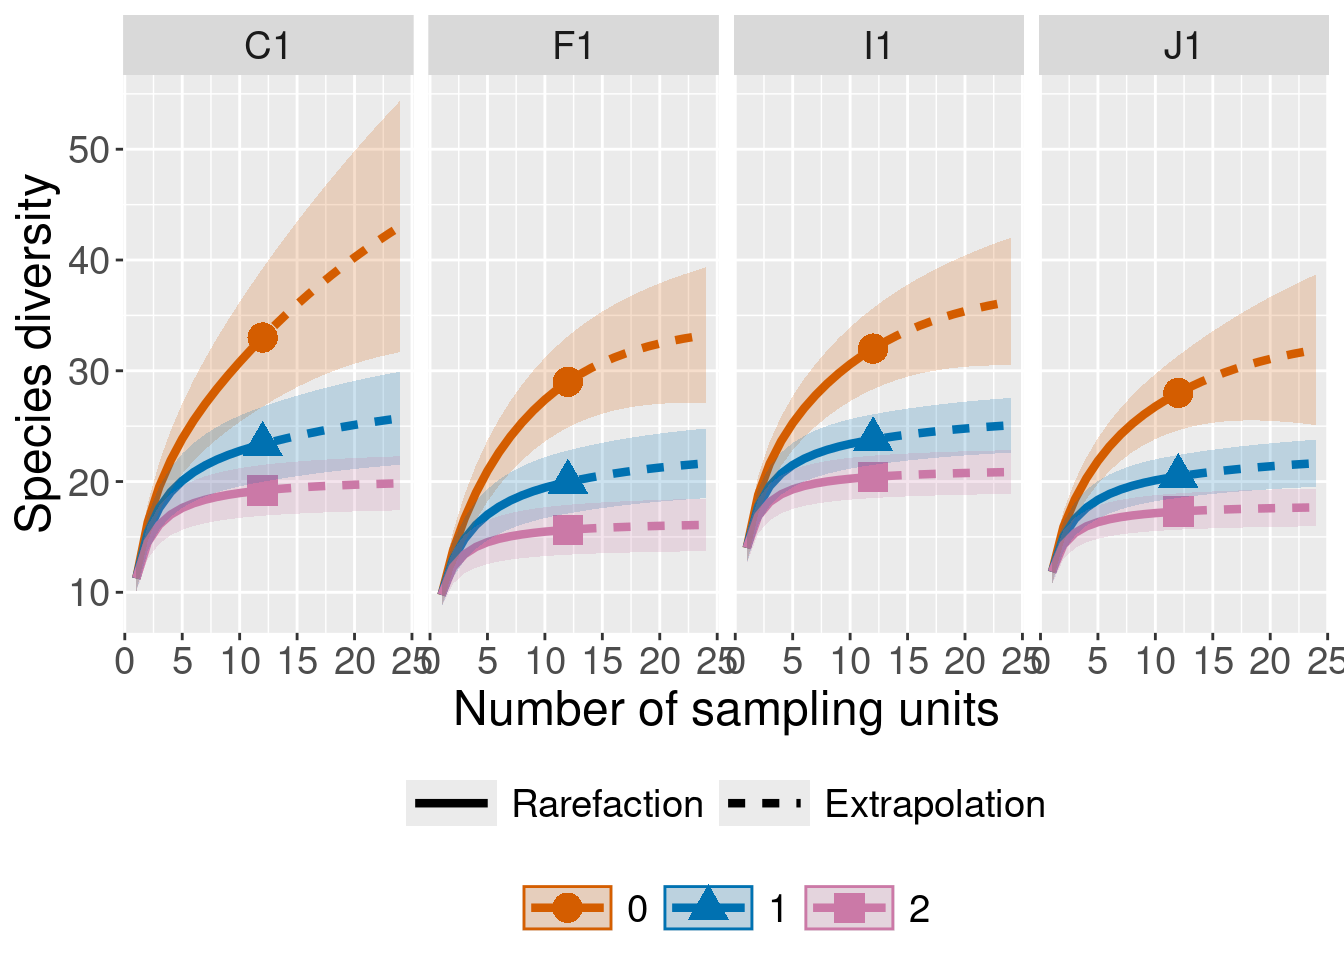 C1 F1 I1 J1
50
40
30
20
10
Species diversity
0 5 10 15 20 25 0 5 10 15 20 25 0 5 10 15 20 25 0 5 10 15 20 25
Number of sampling units
Rarefaction Extrapolation
0 1 2